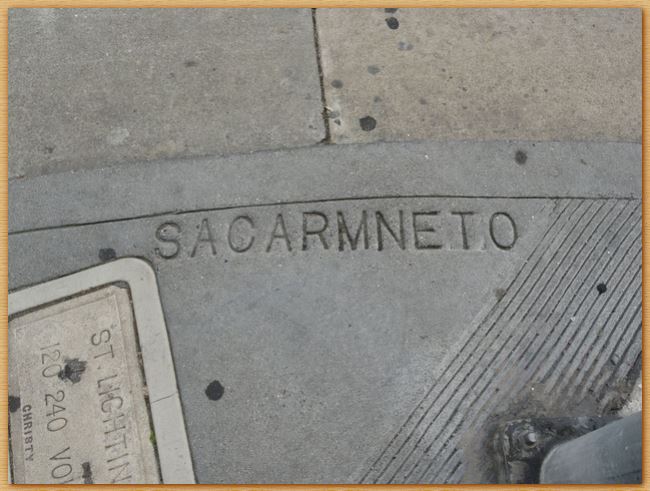 SACARMNETO
ST. LIGHTIN
120 240 VO
CHRISTY